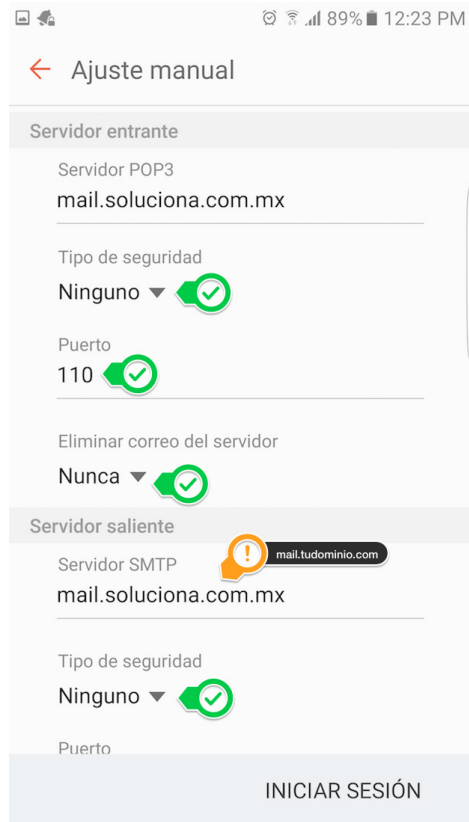 89% 12:23 PM
Ajuste manual
Servidor entrante
Servidor POP3
mail.soluciona.com.mx
Tipo de seguridad
Ninguno
Puerto
110
Eliminar correo del servidor
Nunca
Servidor saliente
mail.tudominio.com
Servidor SMTP
mail.soluciona.com.mx
Tipo de seguridad
Ninguno
Puerto
INICIAR SESIÓN